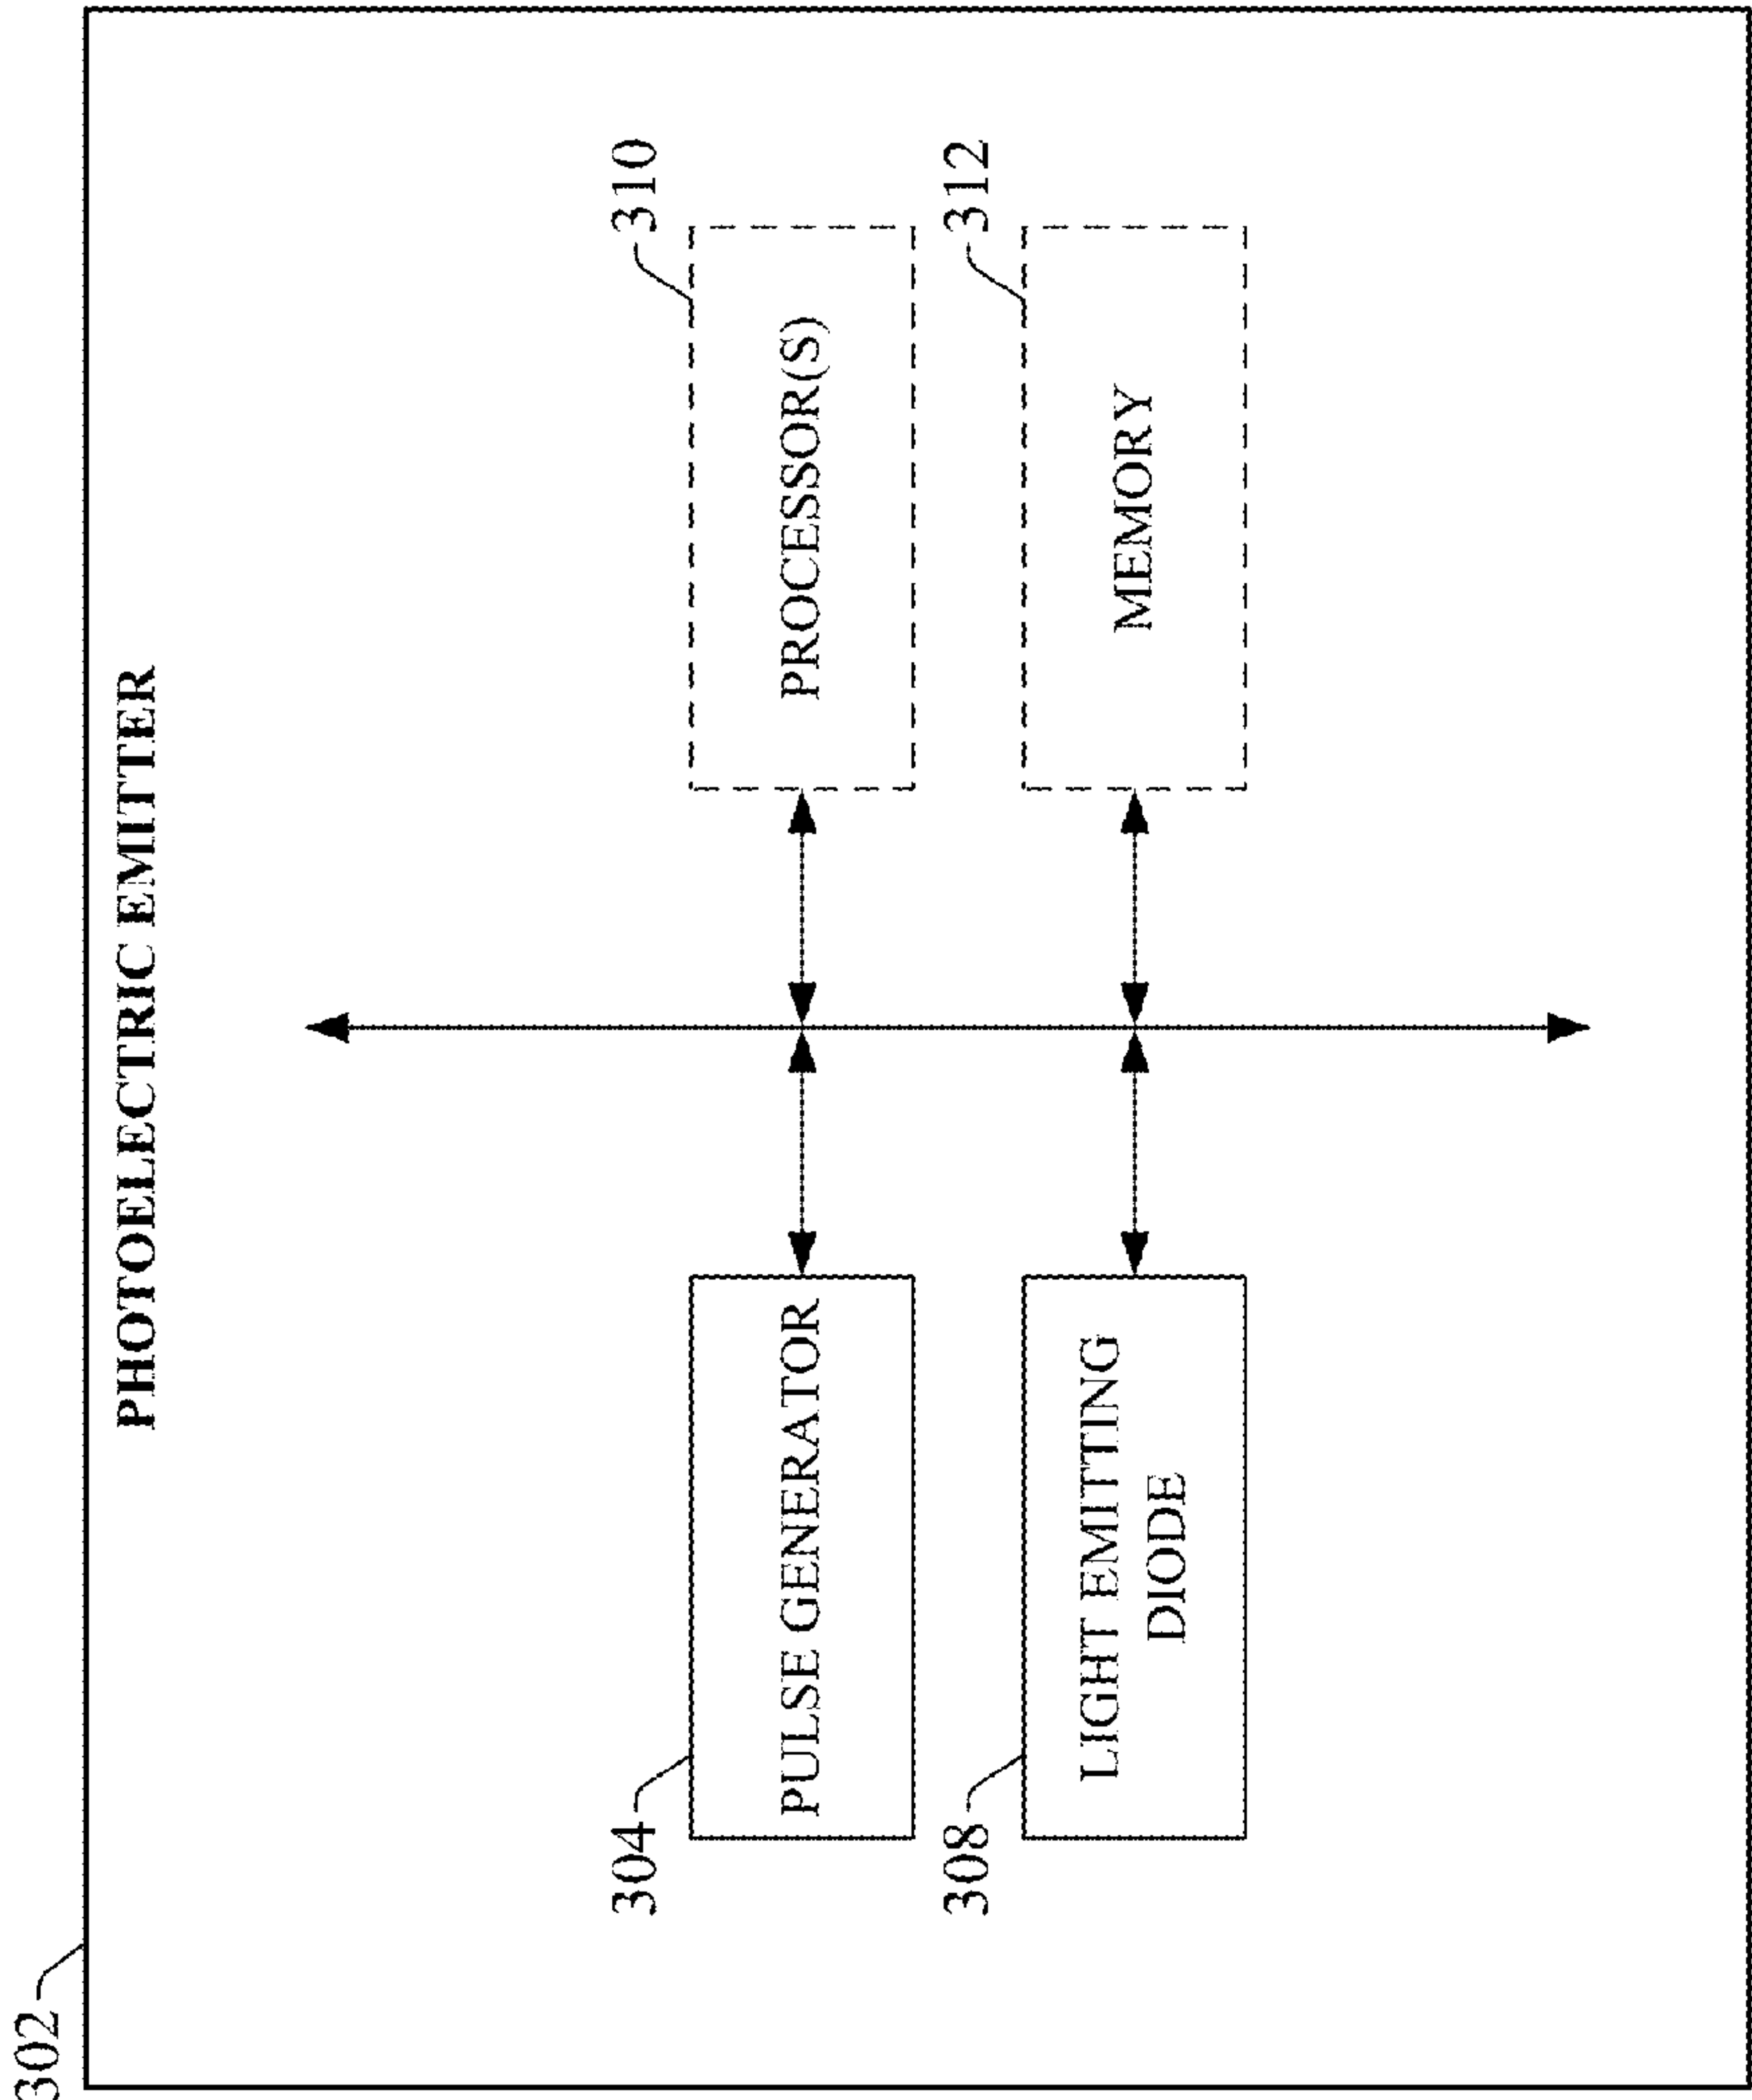 302
PHOTOELECTRIC EMITTER
304
PULSE GENERATOR
310
PROCESSOR(S)
308
LIGHT EMITTING
DIODE
312
MEMORY